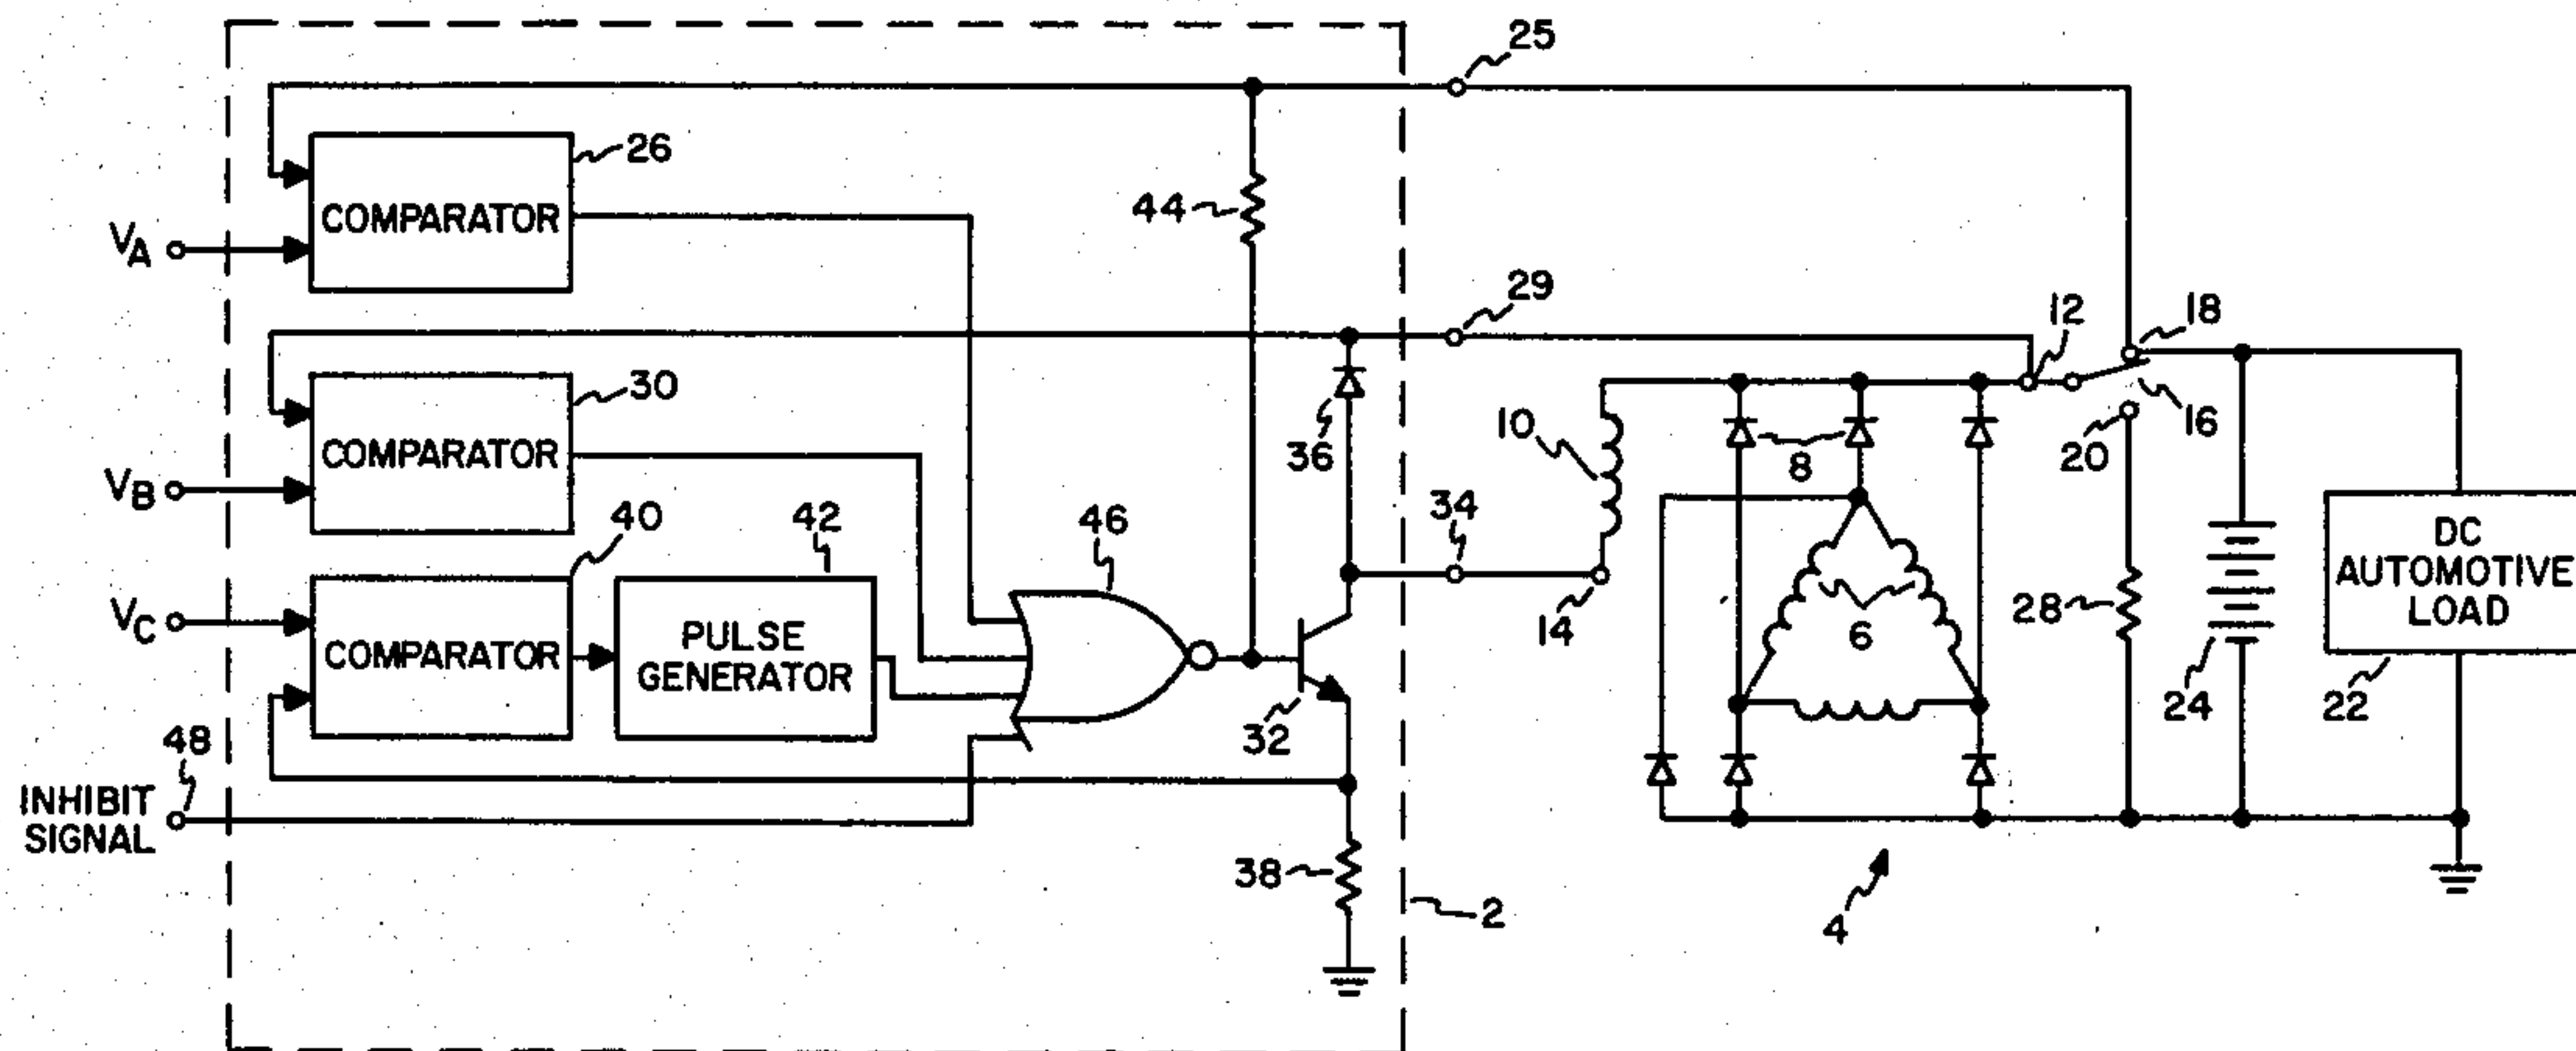 25
26
COMPARATOR
44
VA
29
12
18
30
COMPARATOR
36
10
8
20
16
VB
40
42
46
34
DC
AUTOMOTIVE
LOAD
VC
COMPARATOR
PULSE
GENERATOR
14
6
28
24
22
32
48
INHIBIT
SIGNAL
38
2
4